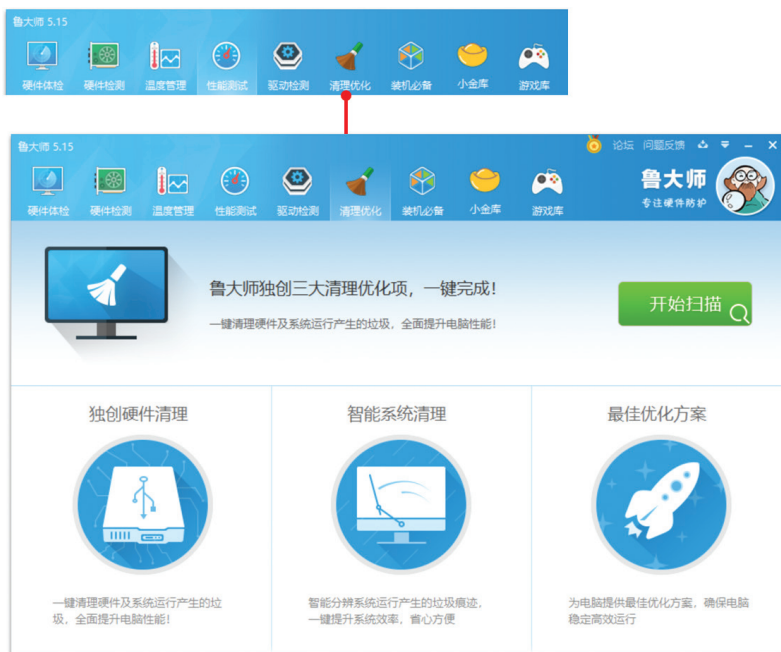 鲁大师 5.15
硬件体检 硬件检测 温度管理 性能测试 驱动检测 清理优化 装机必备 小金库 游戏库
鲁大师 5.15 论坛 问题反馈
硬件体检 硬件检测 温度管理 性能测试 驱动检测 清理优化 装机必备 小金库 游戏库
鲁大师
专注硬件防护
鲁大师独创三大清理优化项，一键完成！
一键清理硬件及系统运行产生的垃圾，全面提升电脑性能！
开始扫描
独创硬件清理
一键清理硬件及系统运行产生的垃
圾，全面提升电脑性能！
智能系统清理
智能分辨系统运行产生的垃圾痕迹，
一键提升系统效率，省心方便
最佳优化方案
为电脑提供最佳优化方案，确保电脑
稳定高效运行